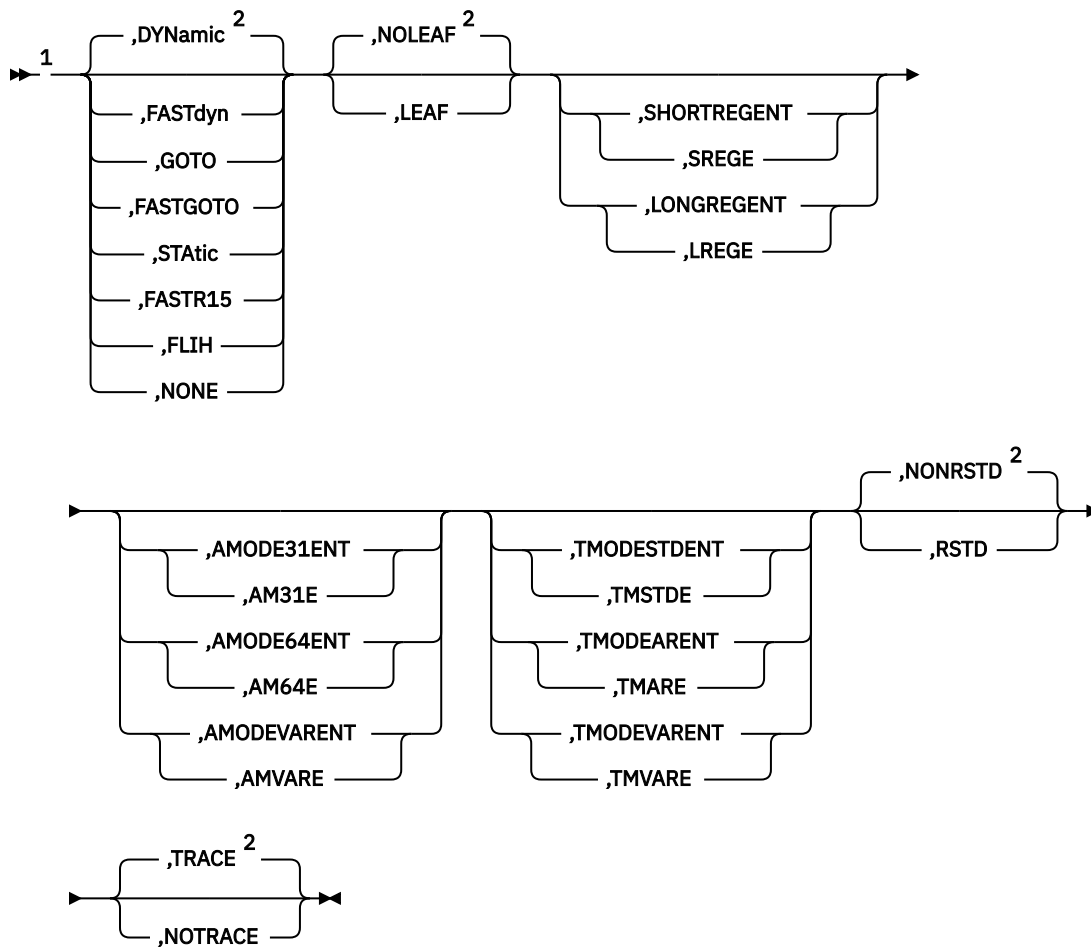 1
,DYNamic 2
,FASTdyn
,GOTO
,FASTGOTO
,STAtic
,FASTR15
,FLIH
,NONE
,NOLEAF 2
,LEAF
,SHORTREGENT
,SREGE
,LONGREGENT
,LREGE
,AMODE31ENT
,AM31E
,AMODE64ENT
,AM64E
,AMODEVARENT
,AMVARE
,TMODESTDENT
,TMSTDE
,TMODEARENT
,TMARE
,TMODEVARENT
,TMVARE
,NONRSTD 2
,RSTD
,TRACE 2
,NOTRACE